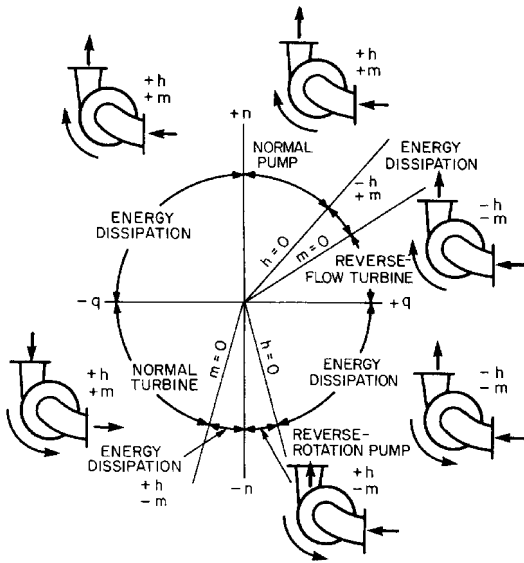 +h
+m
+h
+m
+n
NORMAL
PUMP
ENERGY
DISSIPATION
-h
+m
ENERGY
DISSIPATION
h=0
m=0
-h
-m
REVERSE-
FLOW TURBINE
-q
+q
m=0
h=0
+h
+m
NORMAL
TURBINE
ENERGY
DISSIPATION
-h
-m
ENERGY
DISSIPATION
+h
-m
REVERSE-
ROTATION PUMP
+h
-m
-n